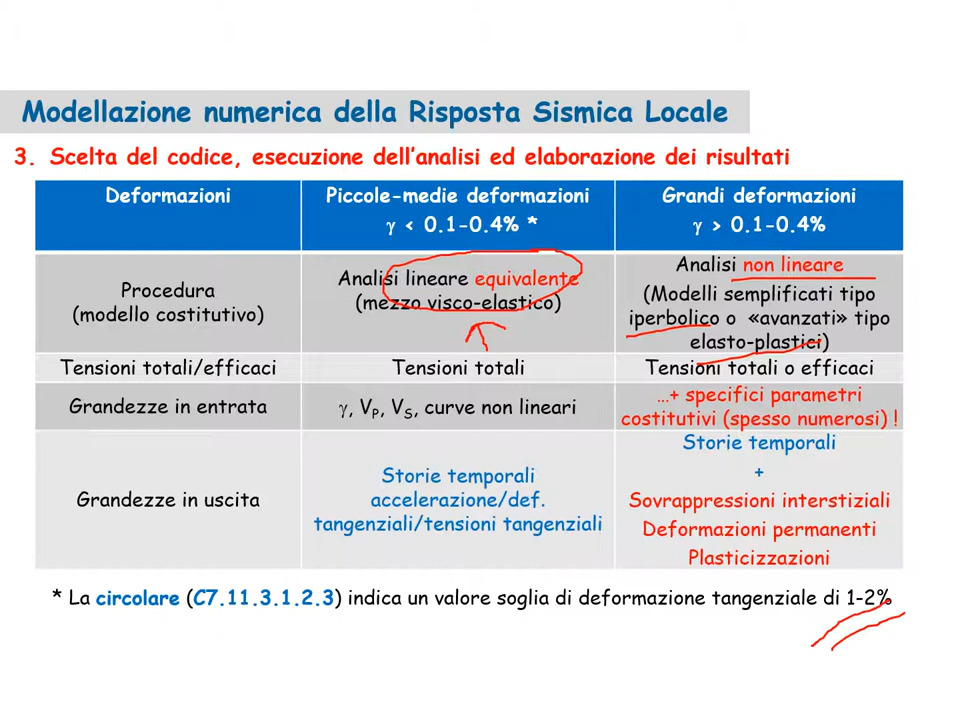 Modellazione numerica della Risposta Sismica Locale
3. Scelta del codice, esecuzione dell'analisi ed elaborazione dei risultati
Deformazioni
Piccole-medie deformazioni
γ < 0.1-0.4% *
Grandi deformazioni
γ > 0.1-0.4%
Procedura
(modello costitutivo)
Analisi lineare equivalente
(mezzo visco-elastico)
Analisi non lineare
(Modelli semplificati tipo
iperbolico o «avanzati» tipo
elasto-plastici)
Tensioni totali/efficaci
Tensioni totali
Tensioni totali o efficaci
Grandezze in entrata
γ, VP, VS, curve non lineari
...+ specifici parametri
costitutivi (spesso numerosi) !
Grandezze in uscita
Storie temporali
accelerazione/def.
tangenziali/tensioni tangenziali
Storie temporali
+
Sovrappressioni interstiziali
Deformazioni permanenti
Plasticizzazioni
* La circolare (C7.11.3.1.2.3) indica un valore soglia di deformazione tangenziale di 1-2%